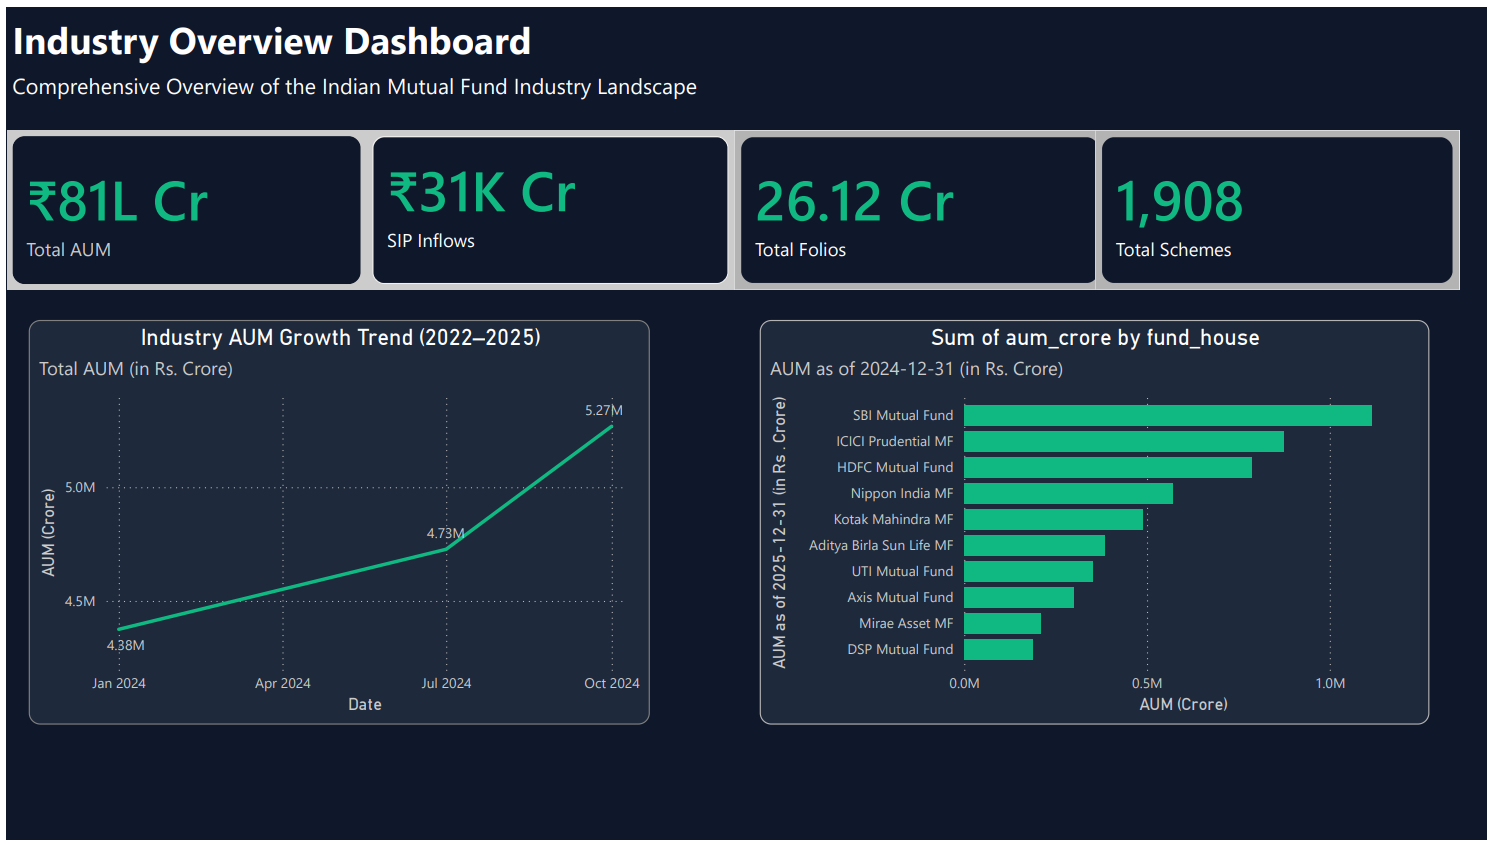 Industry Overview Dashboard
Comprehensive Overview of the Indian Mutual Fund Industry Landscape
₹81L Cr
Total AUM
₹31K Cr
SIP Inflows
26.12 Cr
Total Folios
1,908
Total Schemes
Industry AUM Growth Trend (2022–2025)
Total AUM (in Rs. Crore)
AUM (Crore)
5.0M
4.5M
4.38M
4.73M
5.27M
Jan 2024
Apr 2024
Jul 2024
Oct 2024
Date
Sum of aum_crore by fund_house
AUM as of 2024-12-31 (in Rs. Crore)
AUM as of 2025-12-31 (in Rs . Crore)
SBI Mutual Fund
ICICI Prudential MF
HDFC Mutual Fund
Nippon India MF
Kotak Mahindra MF
Aditya Birla Sun Life MF
UTI Mutual Fund
Axis Mutual Fund
Mirae Asset MF
DSP Mutual Fund
0.0M
0.5M
1.0M
AUM (Crore)